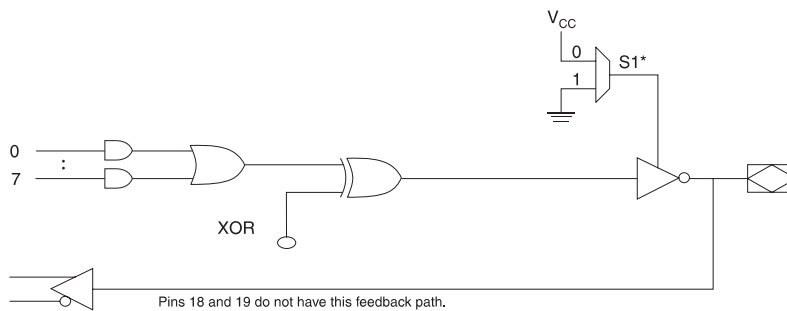 VCC
0
S1*
1
0
:
7
XOR
Pins 18 and 19 do not have this feedback path.